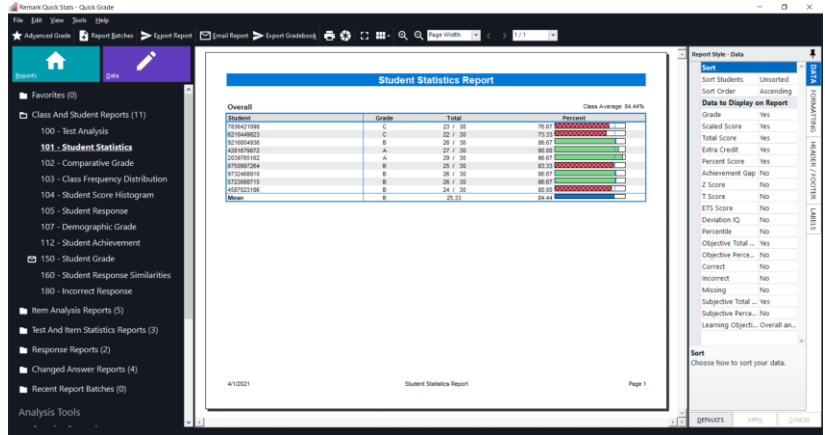 Remark Quick Stats - Quick Grade
File Edit View Tools Help
Advanced Grade Report Batches Export Report Email Report Export Gradebook Page Width 1 / 1
Reports Data
Favorites (0)
Class And Student Reports (11)
100 - Test Analysis
101 - Student Statistics
102 - Comparative Grade
103 - Class Frequency Distribution
104 - Student Score Histogram
105 - Student Response
107 - Demographic Grade
112 - Student Achievement
150 - Student Grade
160 - Student Response Similarities
180 - Incorrect Response
Item Analysis Reports (5)
Test And Item Statistics Reports (3)
Response Reports (2)
Changed Answer Reports (4)
Recent Report Batches (0)
Analysis Tools
Student Statistics Report
Overall Class Average: 84.44%
Student Grade Total Percent
7636421098 C 23 / 30 76.67
6210449823 C 22 / 30 73.33
9216804936 B 26 / 30 86.67
4201679872 A 27 / 30 90.00
2039765162 A 29 / 30 96.67
8750997264 B 25 / 30 83.33
9732468910 B 26 / 30 86.67
5723068715 B 26 / 30 86.67
4587023186 B 24 / 30 80.00
Mean B 25.33 84.44
4/1/2021 Student Statistics Report Page 1
Report Style - Data
Sort
Sort Students Unsorted
Sort Order Ascending
Data to Display on Report
Grade Yes
Scaled Score Yes
Total Score Yes
Extra Credit Yes
Percent Score Yes
Achievement Gap No
Z Score No
T Score No
ETS Score No
Deviation IQ No
Percentile No
Objective Total ... Yes
Objective Perce... No
Correct No
Incorrect No
Missing No
Subjective Total ... Yes
Subjective Perce... No
Learning Objecti... Overall an...
Sort
Choose how to sort your data.
DEFAULTS APPLY CANCEL
DATA
FORMATTING
HEADER / FOOTER
LABELS